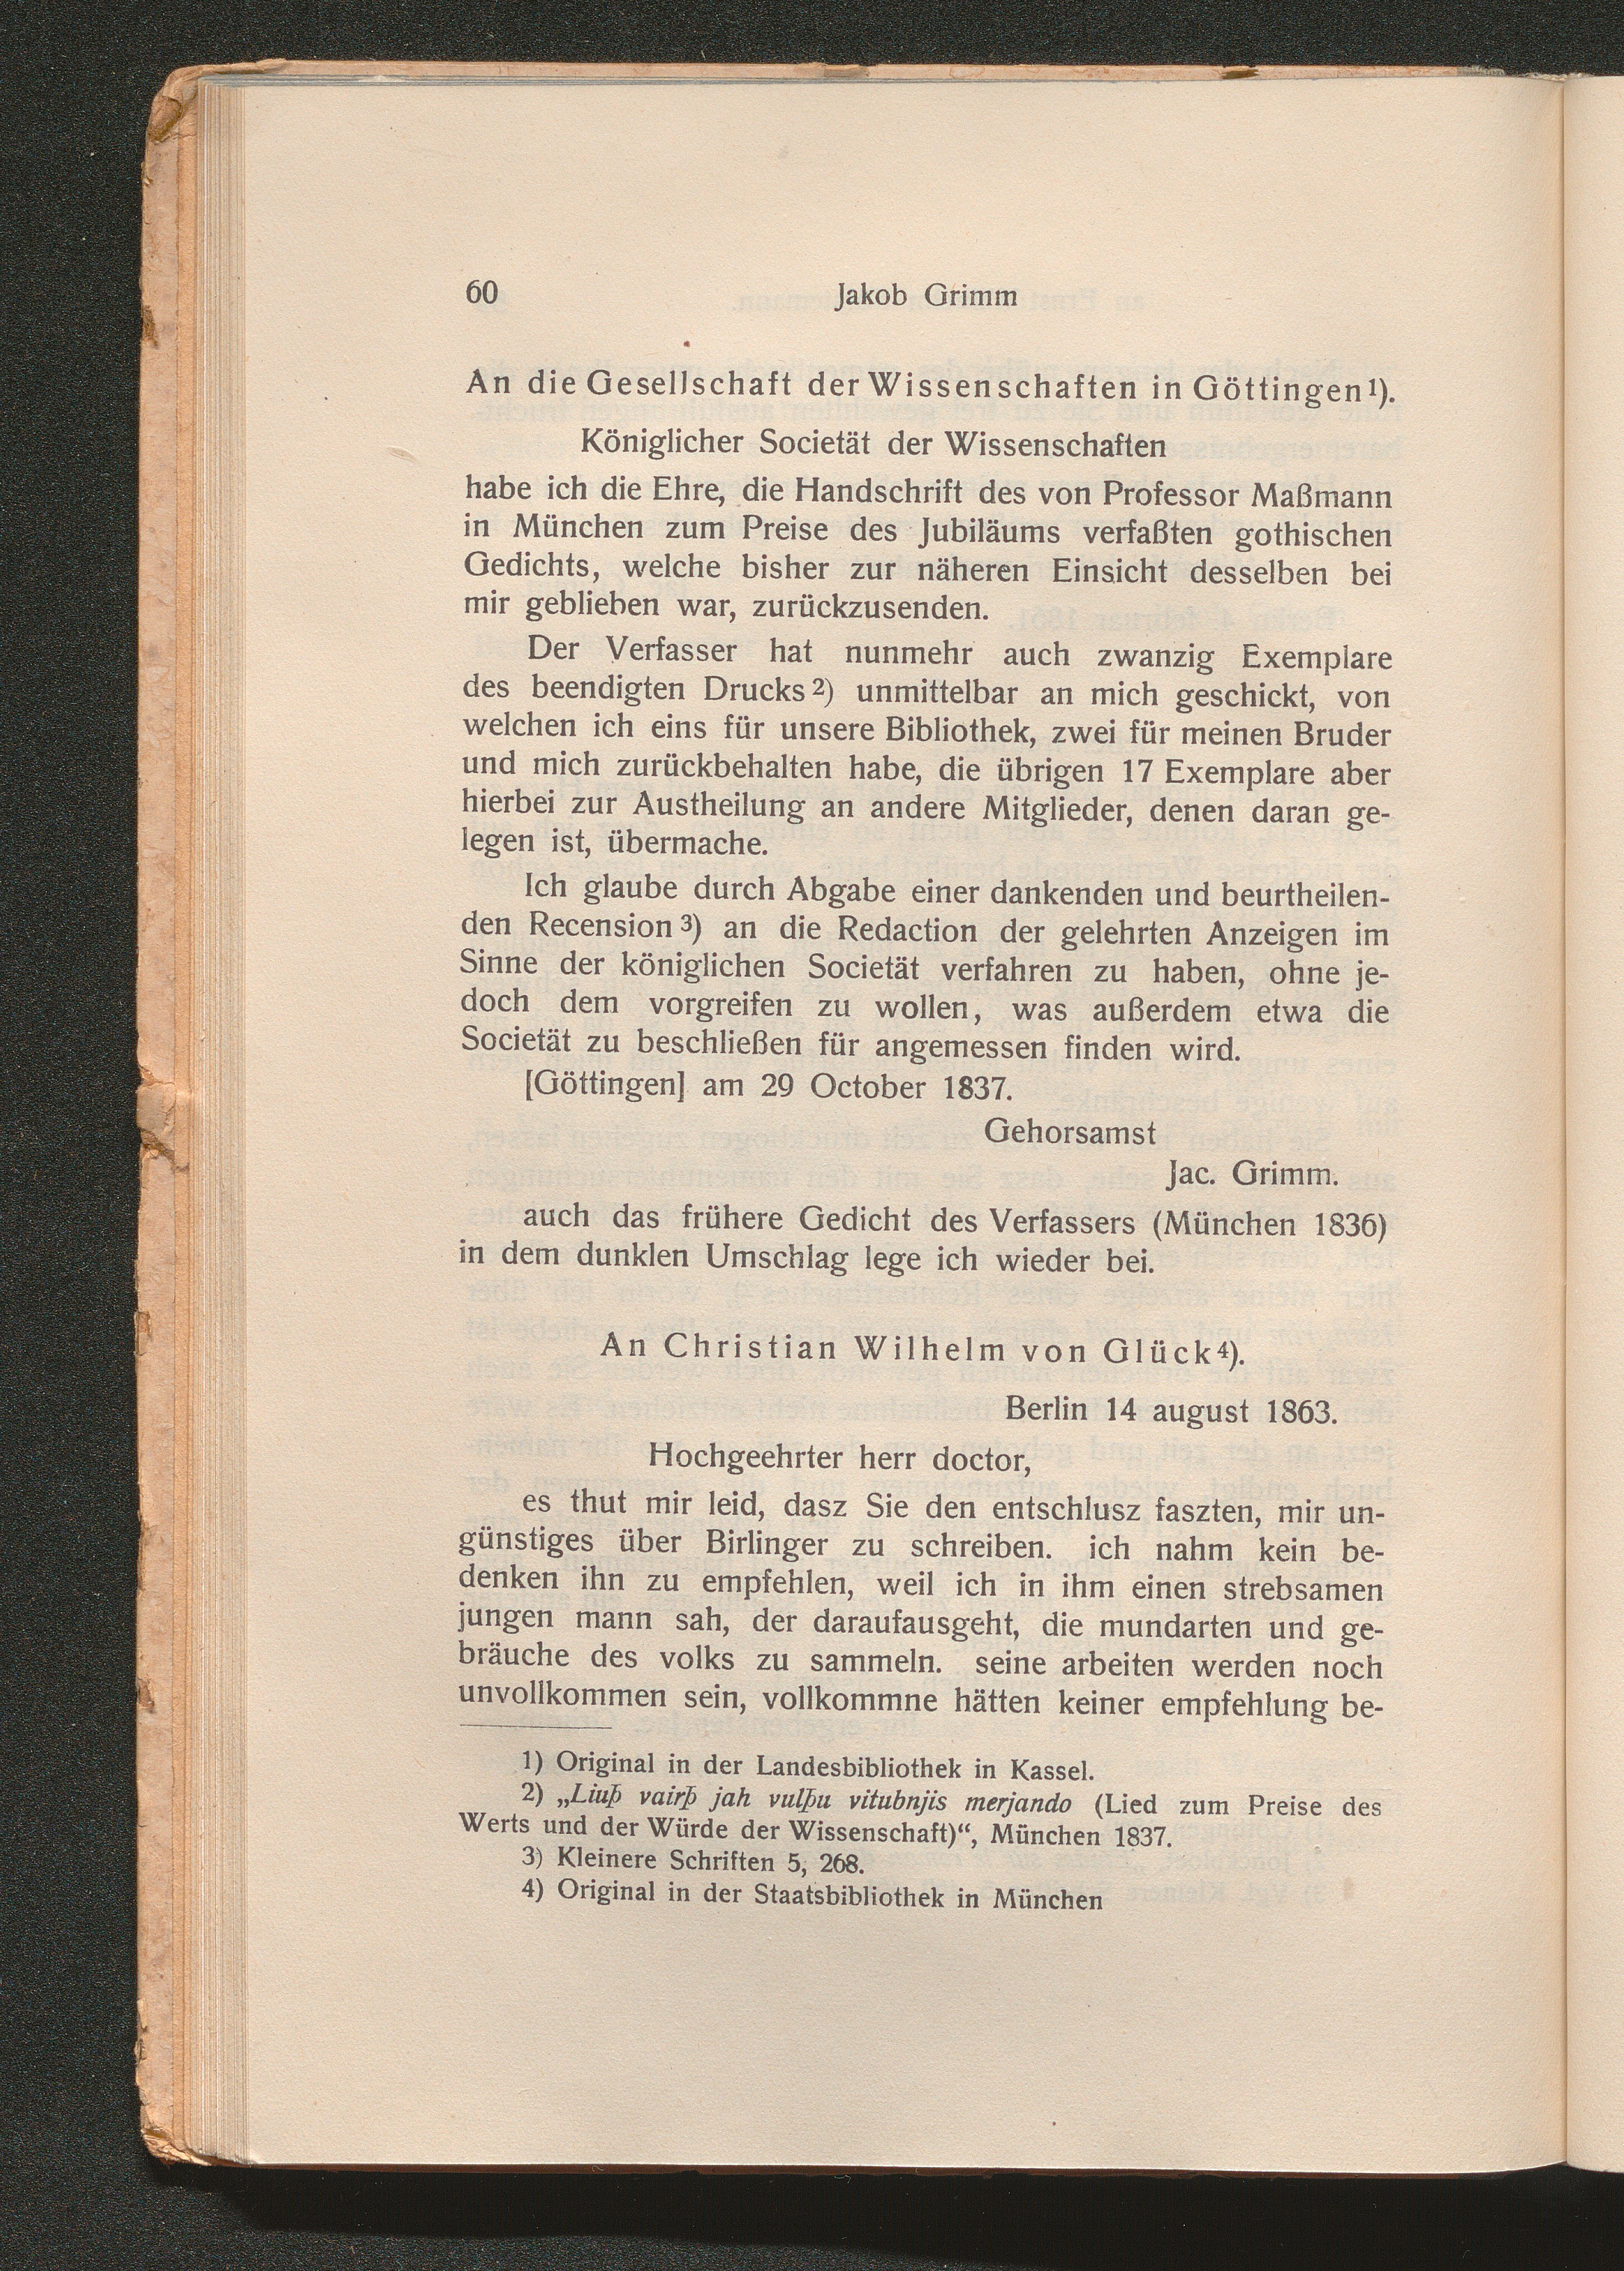 60
Jakob Grimm
An die Gesellschaft der Wissenschaften in Göttingen1).
Königlicher Societät der Wissenschaften
habe ich die Ehre, die Handschrift des von Professor Maßmann
in München zum Preise des Jubiläums verfaßten gothischen
Gedichts, welche bisher zur näheren Einsicht desselben bei
mir geblieben war, zurückzusenden.
Der Verfasser hat nunmehr auch zwanzig Exemplare
des beendigten Drucks2) unmittelbar an mich geschickt, von
welchen ich eins für unsere Bibliothek, zwei für meinen Bruder
und mich zurückbehalten habe, die übrigen 17 Exemplare aber
hierbei zur Austheilung an andere Mitglieder, denen daran ge-
legen ist, übermache.
Ich glaube durch Abgabe einer dankenden und beurtheilen-
den Recension3) an die Redaction der gelehrten Anzeigen im
Sinne der königlichen Societät verfahren zu haben, ohne je-
doch dem vorgreifen zu wollen, was außerdem etwa die
Societät zu beschließen für angemessen finden wird.
[Göttingen] am 29 October 1837.
Gehorsamst
Jac. Grimm.
auch das frühere Gedicht des Verfassers (München 1836)
in dem dunklen Umschlag lege ich wieder bei.
An Christian Wilhelm von Glück4).
Berlin 14 august 1863.
Hochgeehrter herr doctor,
es thut mir leid, dasz Sie den entschlusz faszten, mir un-
günstiges über Birlinger zu schreiben. ich nahm kein be-
denken ihn zu empfehlen, weil ich in ihm einen strebsamen
jungen mann sah, der daraufausgeht, die mundarten und ge-
bräuche des volks zu sammeln. seine arbeiten werden noch
unvollkommen sein, vollkommne hätten keiner empfehlung be-
1) Original in der Landesbibliothek in Kassel.
2) „Liuþ vairþ jah vulþu vitubnjis merjando (Lied zum Preise des
Werts und der Würde der Wissenschaft)“, München 1837.
3) Kleinere Schriften 5, 268.
4) Original in der Staatsbibliothek in München